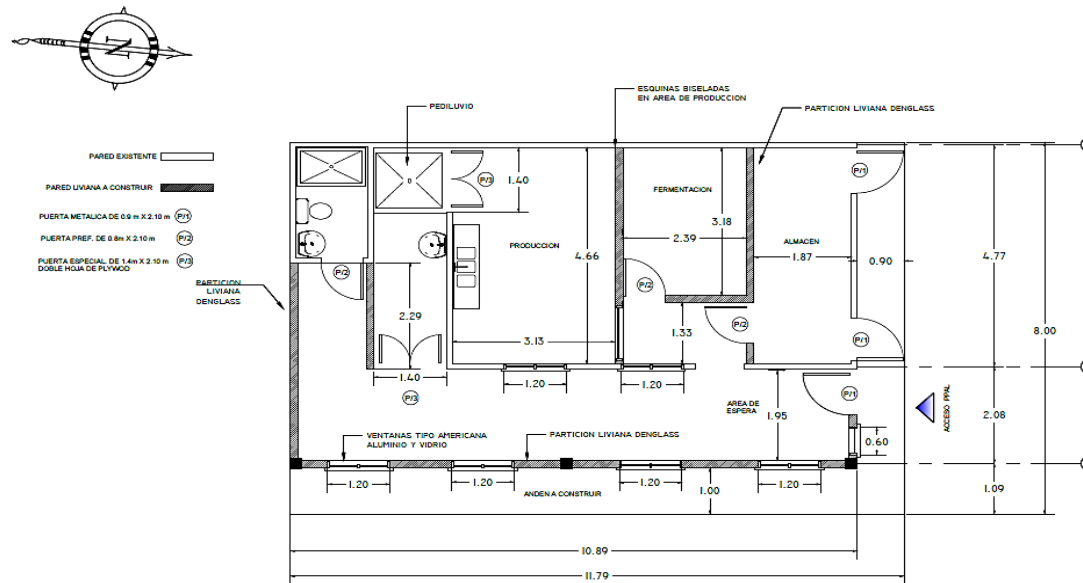 N
ESQUINAS BISELADAS
EN AREA DE PRODUCCION
PEDILUVIO
PARTICION LIVIANA DENGLASS
PARED EXISTENTE
PARED LIVIANA A CONSTRUIR
PUERTA METALICA DE 0.9 m X 2.10 m P/1
PUERTA PREF. DE 0.8m X 2.10 m P/2
PUERTA ESPECIAL DE 1.4m X 2.10 m P/3
DOBLE HOJA DE PLYWOO
PARTICION
LIVIANA
DENGLASS
P/3
1.40
PRODUCCION
4.66
FERMENTACION
3.18
2.39
ALMACEN
1.87
0.90
P/1
4.77
8.00
P/2
2.29
P/2
1.33
P/2
P/1
3.13
1.40
P/3
1.20
1.20
AREA DE
ESPERA
1.95
P/1
ACCESO PPAL
2.08
0.60
VENTANAS TIPO AMERICANA
ALUMINIO Y VIDRIO
PARTICION LIVIANA DENGLASS
1.20
1.20
1.20
1.20
ANDEN A CONSTRUIR
1.00
1.09
10.89
11.79